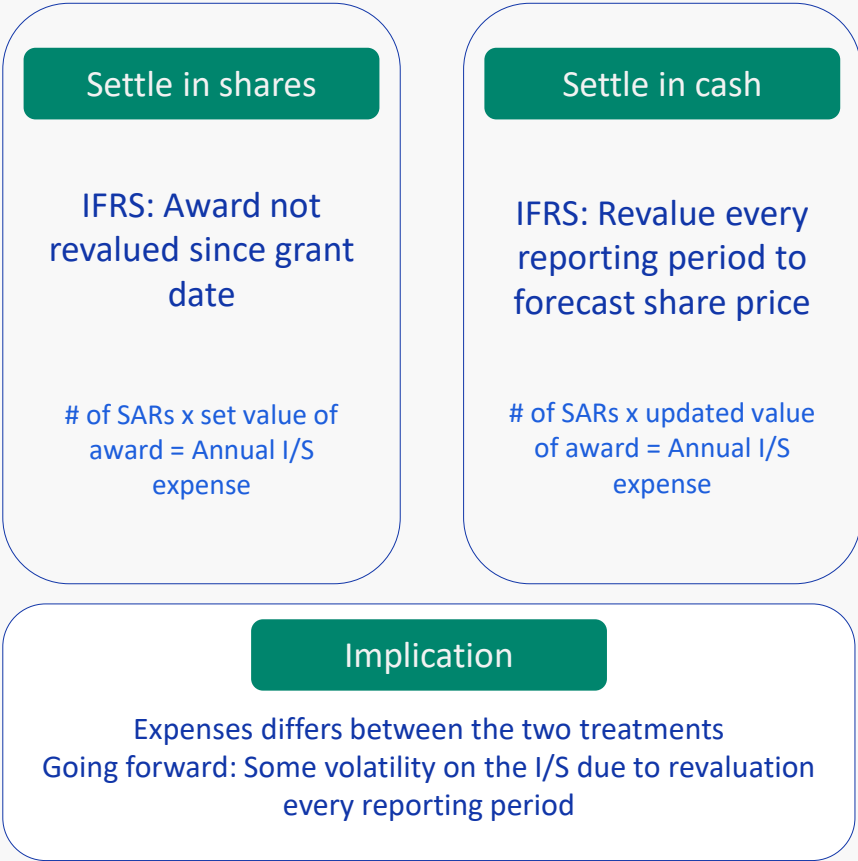 Settle in shares
IFRS: Award not
revalued since grant
date
# of SARs x set value of
award = Annual I/S
expense
Settle in cash
IFRS: Revalue every
reporting period to
forecast share price
# of SARs x updated value
of award = Annual I/S
expense
Implication
Expenses differs between the two treatments
Going forward: Some volatility on the I/S due to revaluation
every reporting period